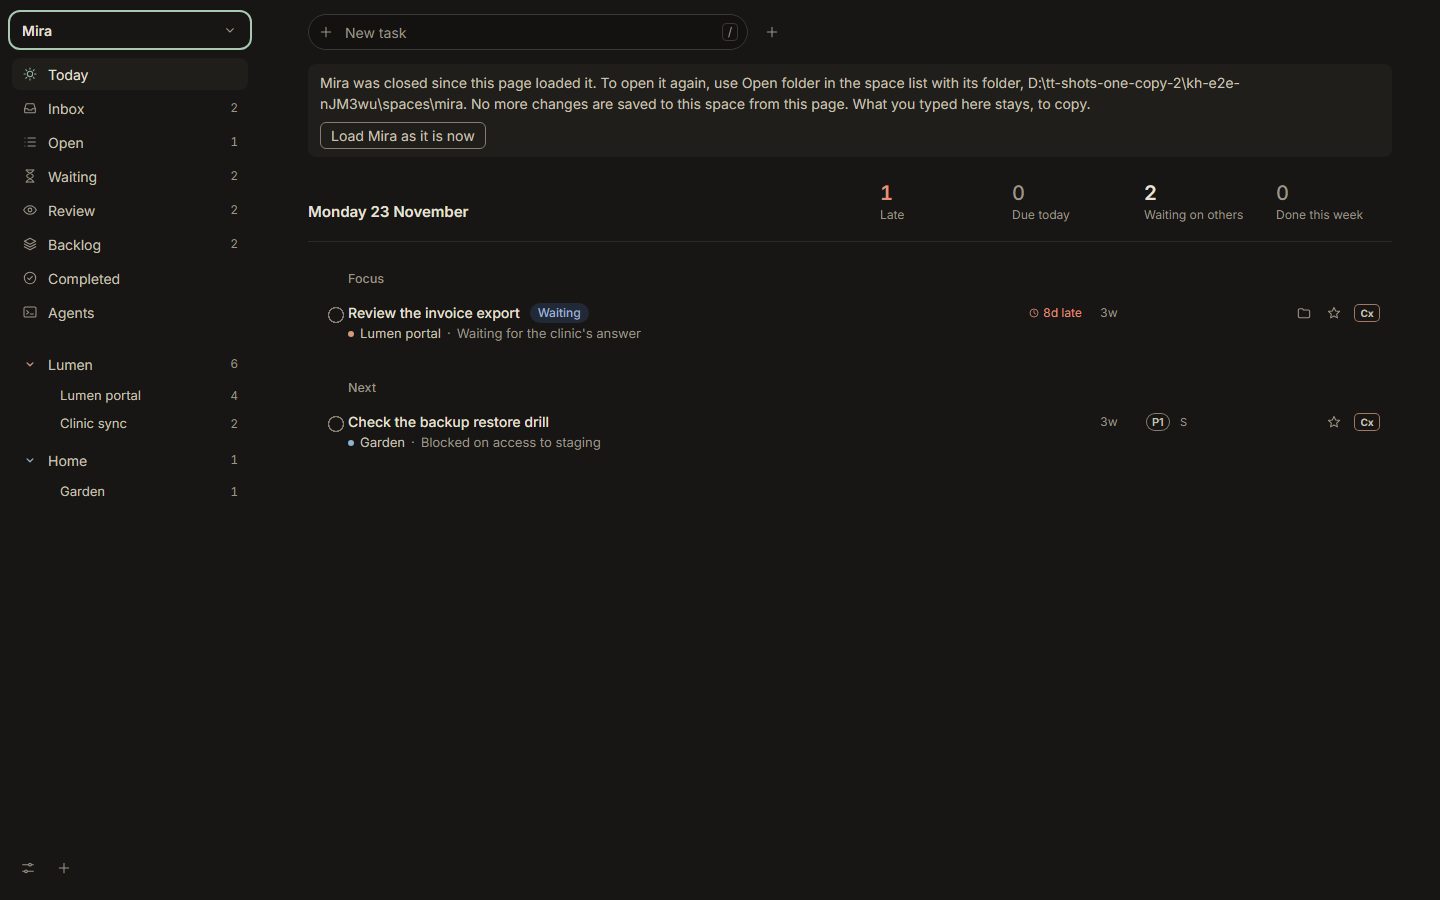 Mira
Today
Inbox 2
Open 1
Waiting 2
Review 2
Backlog 2
Completed
Agents
Lumen 6
Lumen portal 4
Clinic sync 2
Home 1
Garden 1
New task /
Mira was closed since this page loaded it. To open it again, use Open folder in the space list with its folder, D:\tt-shots-one-copy-2\kh-e2e-
nJM3wu\spaces\mira. No more changes are saved to this space from this page. What you typed here stays, to copy.
Load Mira as it is now
Monday 23 November
1 Late
0 Due today
2 Waiting on others
0 Done this week
Focus
Review the invoice export Waiting 8d late 3w Cx
Lumen portal · Waiting for the clinic's answer
Next
Check the backup restore drill 3w P1 S Cx
Garden · Blocked on access to staging